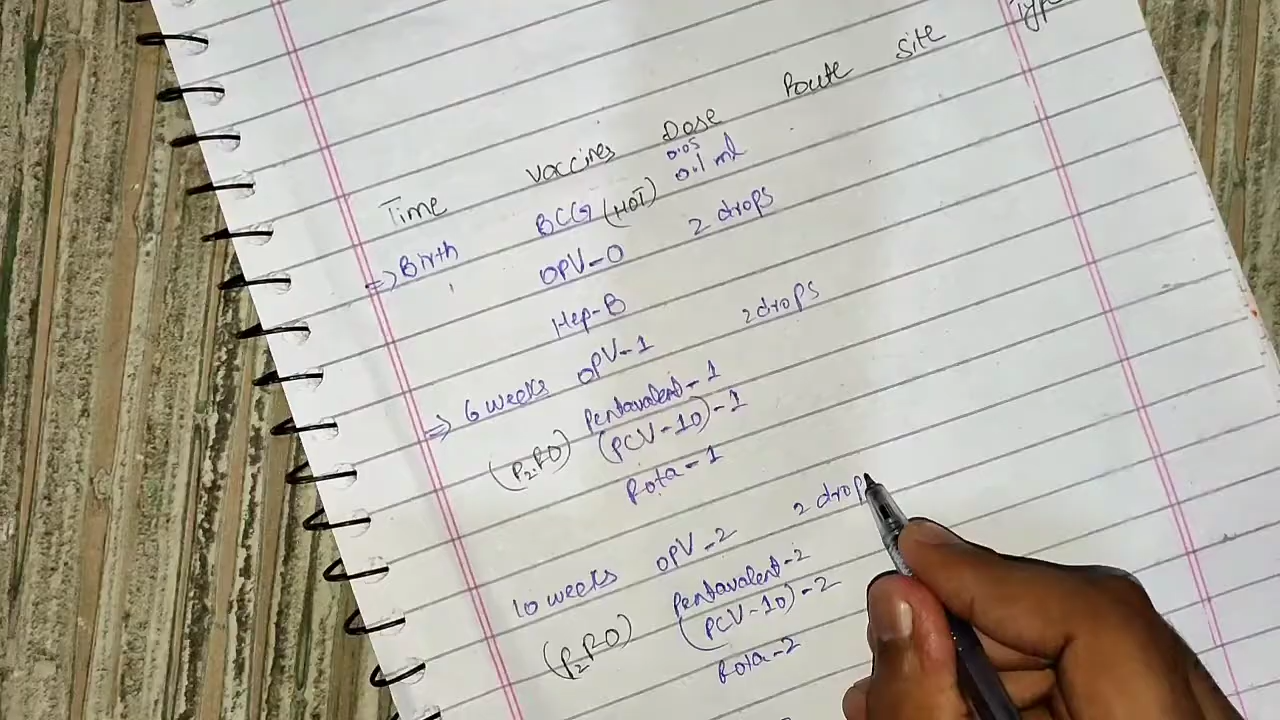 Time Vaccines Dose Route Site Type
⇒ Birth BCG (HOI) 0.05 0.1 ml
OPV-0 2 drops
Hep-B
⇒ 6 weeks OPV-1 2 drops
Pentavalent-1
(P2RO) (PCV-10)-1
Rota-1
10 weeks OPV-2 2 drops
Pentavalent-2
(P2RO) (PCV-10)-2
Rota-2